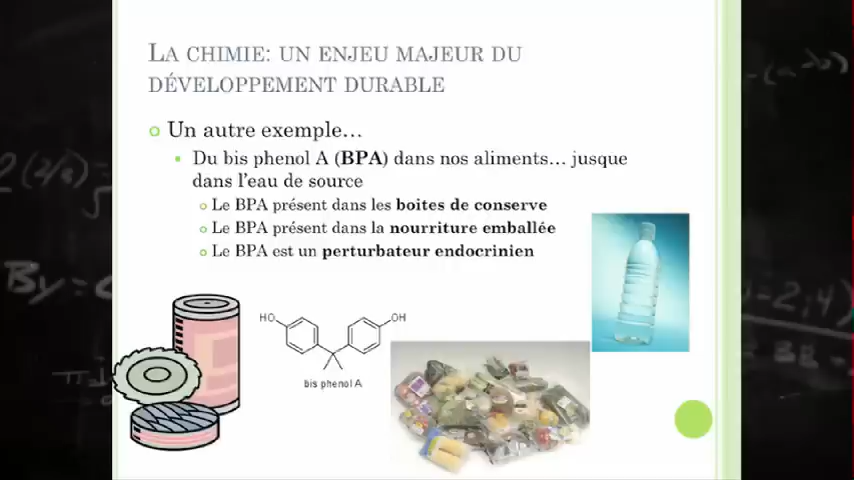 LA CHIMIE: UN ENJEU MAJEUR DU
DÉVELOPPEMENT DURABLE
Un autre exemple…
Du bis phenol A (BPA) dans nos aliments… jusque
dans l'eau de source
Le BPA présent dans les boites de conserve
Le BPA présent dans la nourriture emballée
Le BPA est un perturbateur endocrinien
HO
OH
bis phenol A